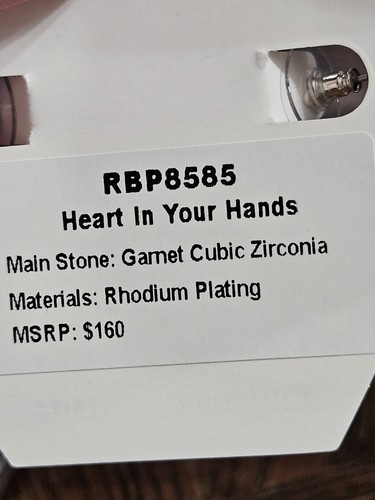 RBP8585
Heart In Your Hands
Main Stone: Garnet Cubic Zirconia
Materials: Rhodium Plating
MSRP: $160